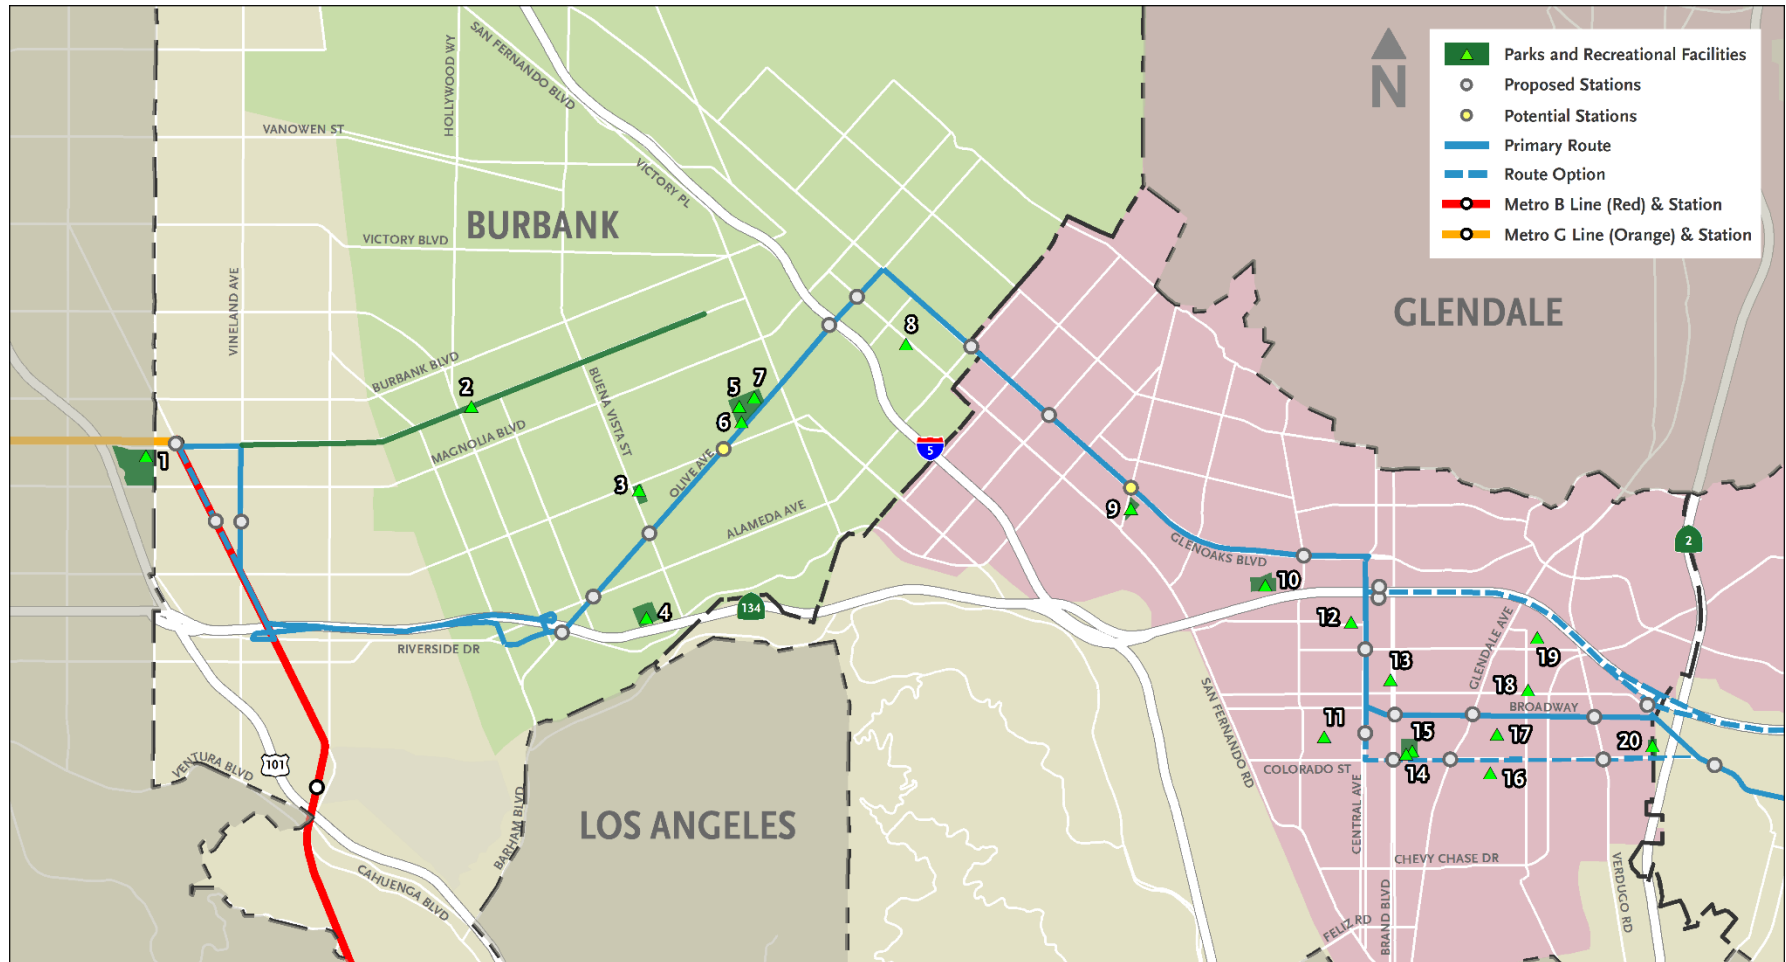 N
Parks and Recreational Facilities
Proposed Stations
Potential Stations
Primary Route
Route Option
Metro B Line (Red) & Station
Metro G Line (Orange) & Station
SAN FERNANDO BLVD
HOLLYWOOD WY
VANOWEN ST
VICTORY PL
BURBANK
VICTORY BLVD
VINELAND AVE
GLENDALE
8
BURBANK BLVD
2
BUENA VISTA ST
5
7
6
MAGNOLIA BLVD
OLIVE AVE
5
1
3
ALAMEDA AVE
9
GLENOAKS BLVD
2
10
4
134
12
RIVERSIDE DR
GLENDALE AVE
19
13
18
SAN FERNANDO RD
BROADWAY
11
15
17
20
VENTURA BLVD
101
COLORADO ST
14
16
LOS ANGELES
BARHAM BLVD
CENTRAL AVE
CAHUENGA BLVD
CHEVY CHASE DR
BRAND BLVD
VERDUGO RD
FELIZ RD